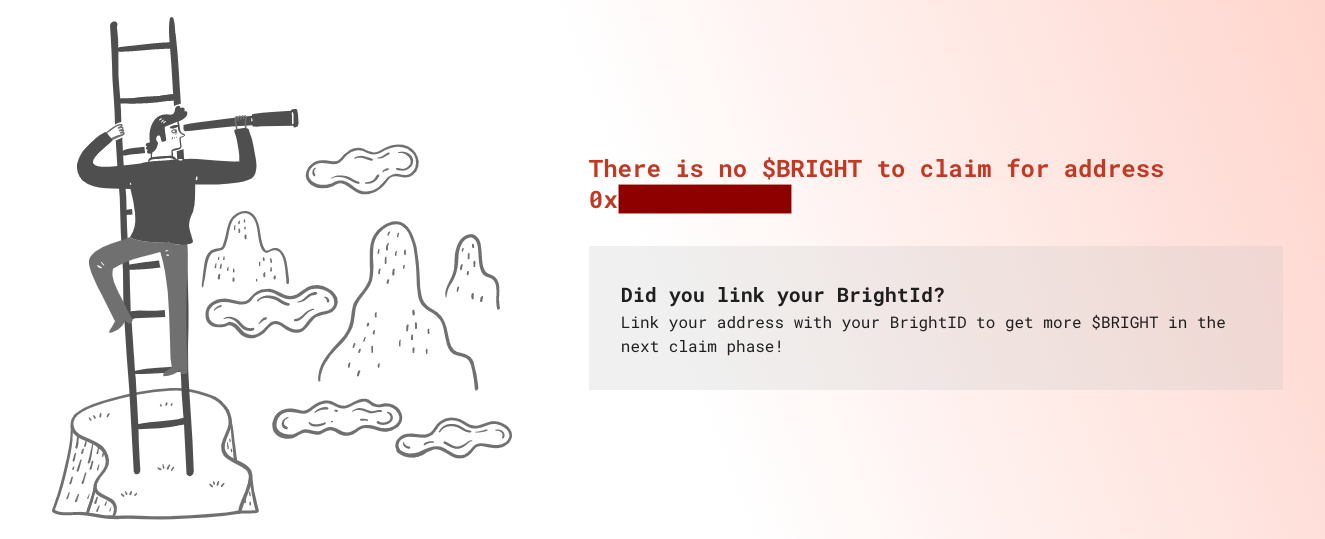 There is no $BRIGHT to claim for address
0x
Did you link your BrightId?
Link your address with your BrightID to get more $BRIGHT in the
next claim phase!